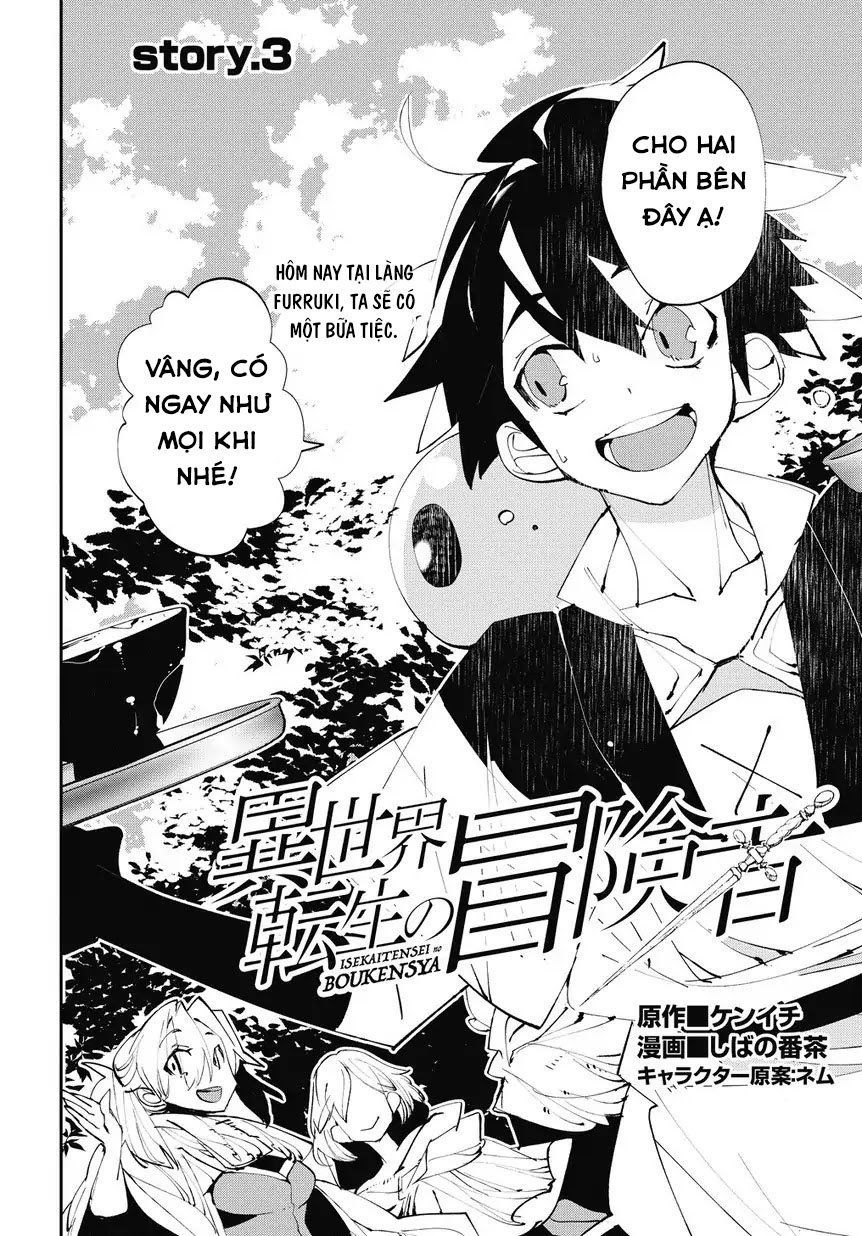 story.3
CHO HAI
PHẦN BÊN
ĐÂY Ạ!
HÔM NAY TẠI LÀNG
FURRUKI, TA SẼ CÓ
MỘT BỮA TIỆC.
VÂNG, CÓ
NGAY NHƯ
MỌI KHI
NHÉ!
異世界
転生の
冒険者
ISEKAITENSEI no
BOUKENSYA
原作■ケンイチ
漫画■しばの番茶
キャラクター原案:ネム